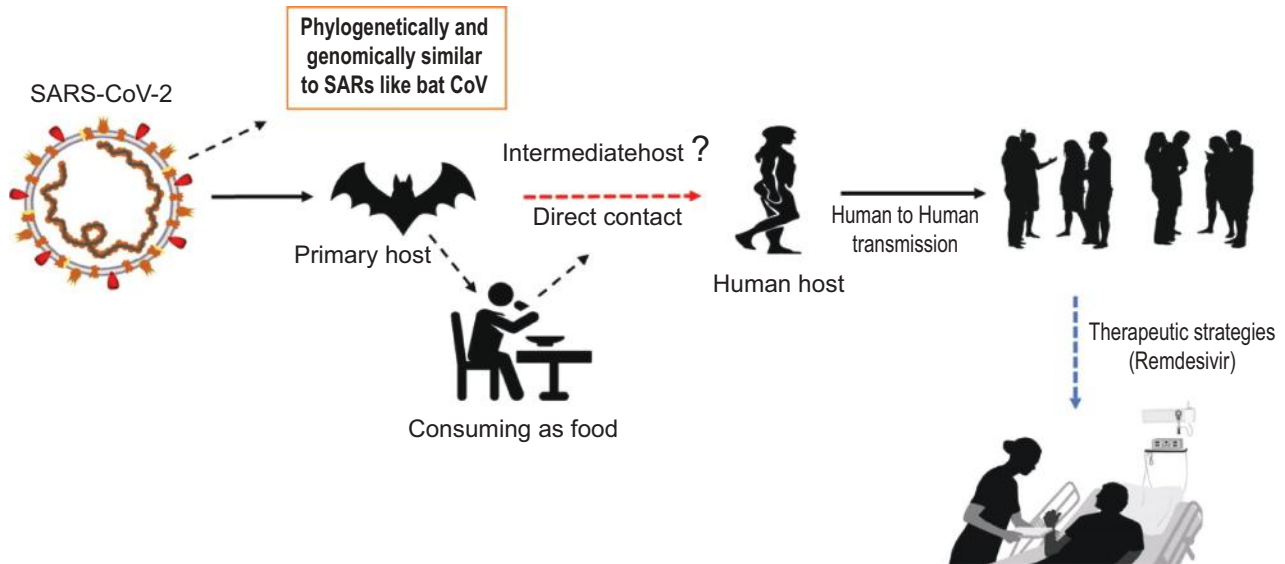 Phylogenetically and
genomically similar
to SARs like bat CoV
SARS-CoV-2
Intermediatehost ?
Direct contact
Primary host
Human host
Human to Human
transmission
Consuming as food
Therapeutic strategies
(Remdesivir)